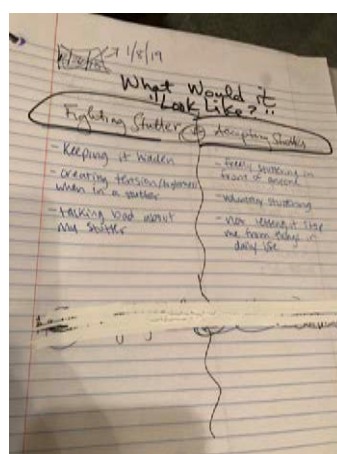 1/8/19
What Would it
"Look Like?"
Fighting Stutter
Accepting Stutter
- Keeping it hidden
- creating tension/tightness
when in a stutter
- talking bad about
my stutter
- freely stuttering in
front of anyone
- voluntary stuttering
- not letting it stop
me from things in
daily life